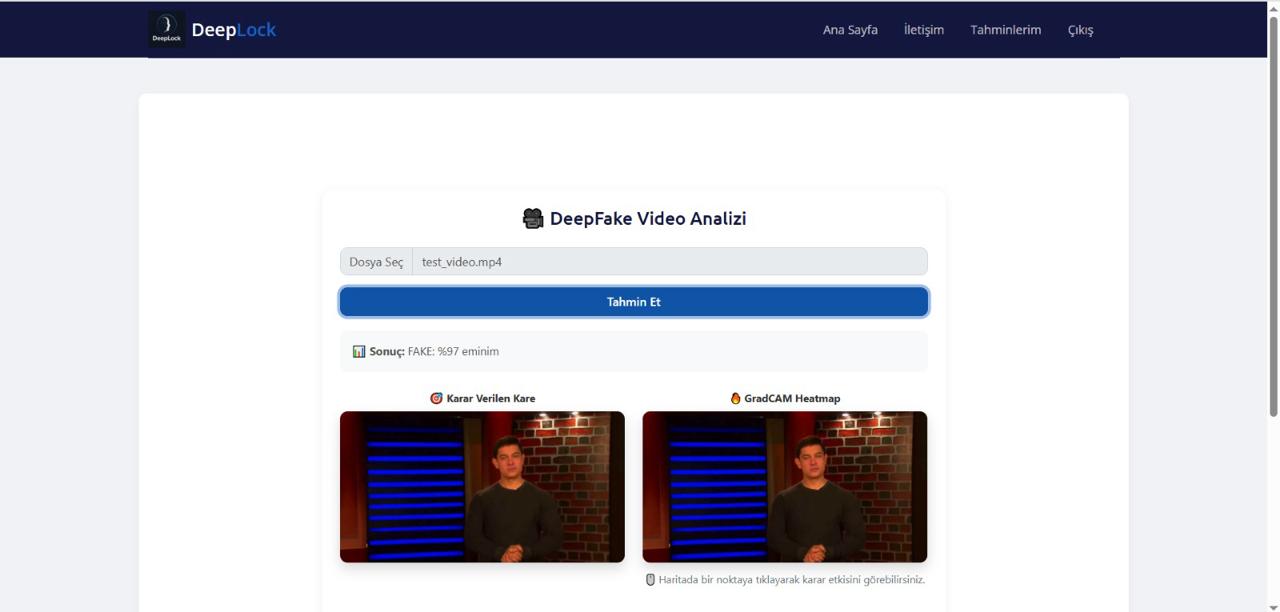 DeepLock
DeepLock
Ana Sayfa
İletişim
Tahminlerim
Çıkış
DeepFake Video Analizi
Dosya Seç
test_video.mp4
Tahmin Et
Sonuç: FAKE: %97 eminim
Karar Verilen Kare
GradCAM Heatmap
Haritada bir noktaya tıklayarak karar etkisini görebilirsiniz.